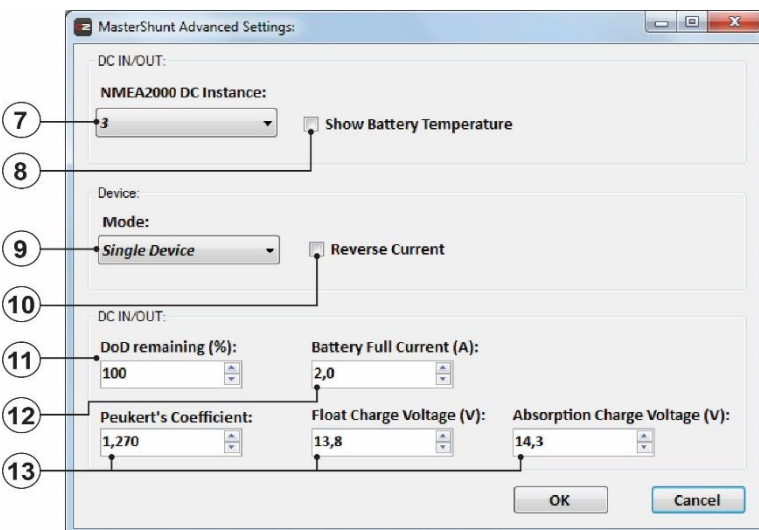 MasterShunt Advanced Settings:
DC IN/OUT:
NMEA2000 DC Instance:
7
3
Show Battery Temperature
8
Device:
Mode:
9
Single Device
Reverse Current
10
DC IN/OUT:
11
DoD remaining (%):
Battery Full Current (A):
100
2,0
12
Peukert's Coefficient:
Float Charge Voltage (V):
Absorption Charge Voltage (V):
1,270
13,8
14,3
13
OK
Cancel